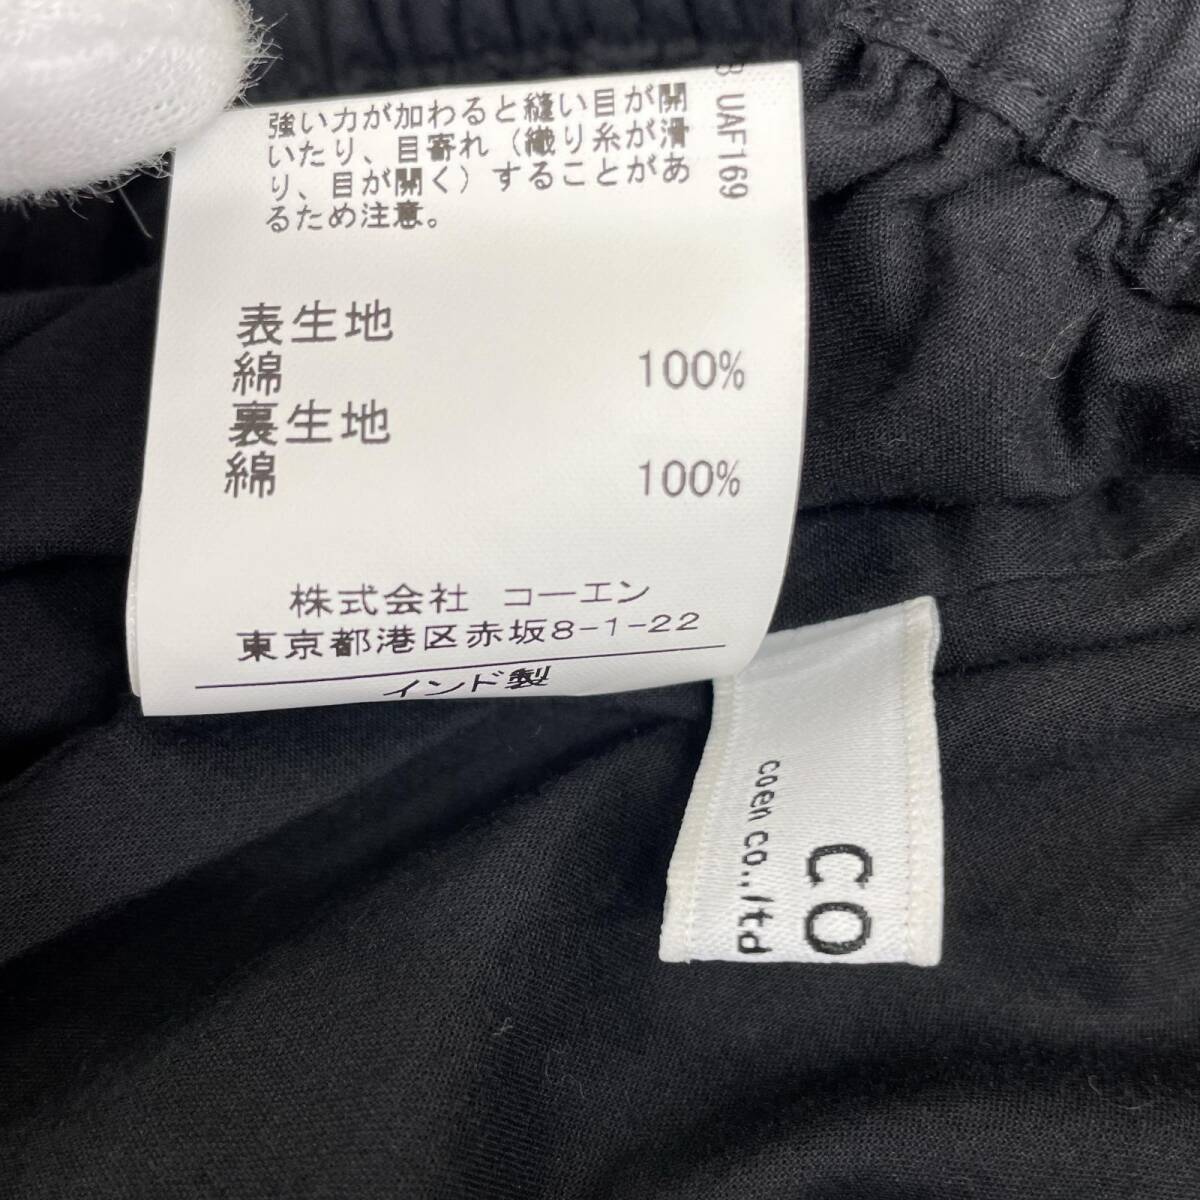 強い力が加わると縫い目が開
いたり、目寄れ（織り糸が滑
り、目が開く）することがあ
るため注意。
表生地
綿 100%
裏生地
綿 100%
株式会社 コーエン
東京都港区赤坂8-1-22
インド製
UAF169
coen co.,ltd
CO